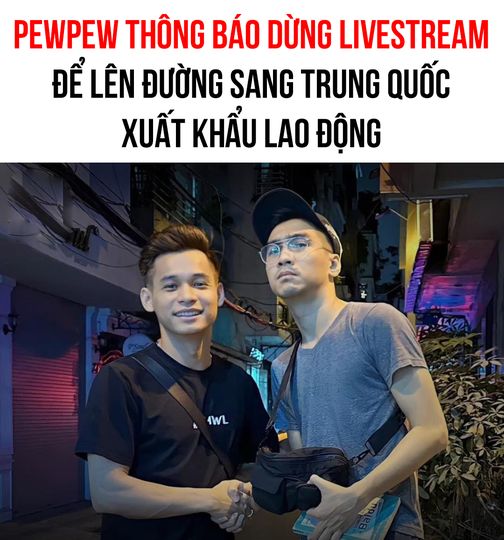 PEWPEW THÔNG BÁO DỪNG LIVESTREAM
ĐỂ LÊN ĐƯỜNG SANG TRUNG QUỐC
XUẤT KHẨU LAO ĐỘNG